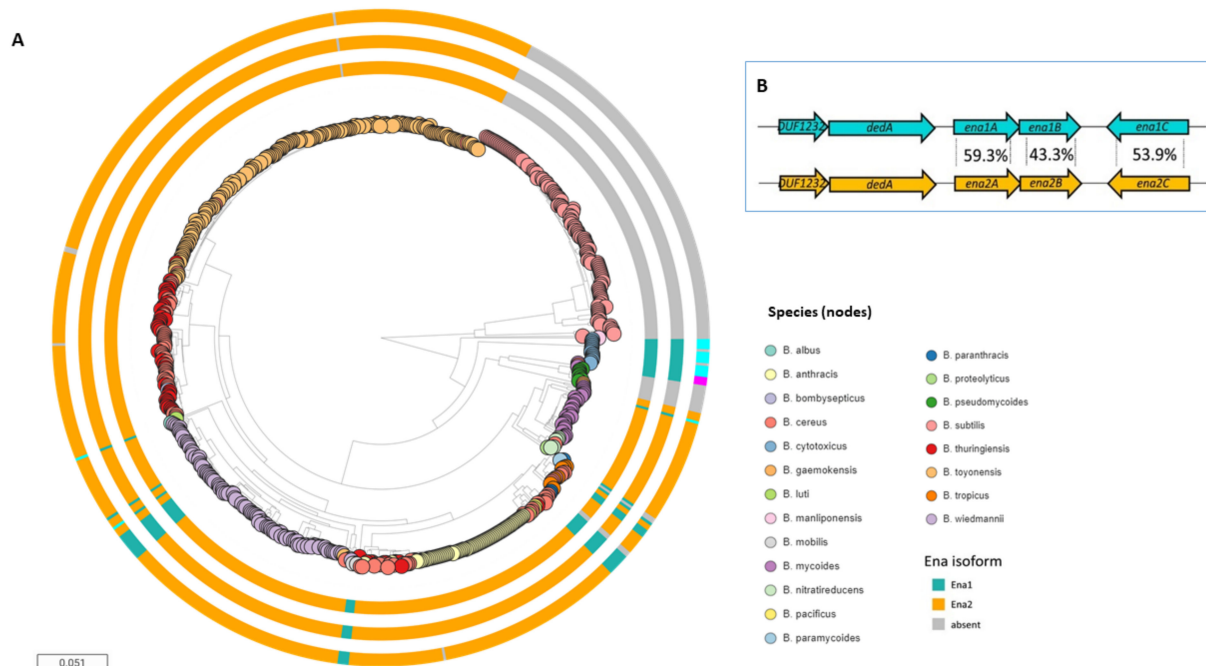 A
B
DUF1232 dedA ena1A ena1B ena1C
59.3% 43.3% 53.9%
DUF1232 dedA ena2A ena2B ena2C
Species (nodes)
B. albus
B. anthracis
B. bombysepticus
B. cereus
B. cytotoxicus
B. gaemokensis
B. luti
B. manliponensis
B. mobilis
B. mycoides
B. nitratireducens
B. pacificus
B. paramycoides
B. paranthracis
B. proteolyticus
B. pseudomycoides
B. subtilis
B. thuringiensis
B. toyonensis
B. tropicus
B. wiedmannii
Ena isoform
Ena1
Ena2
absent
0.051